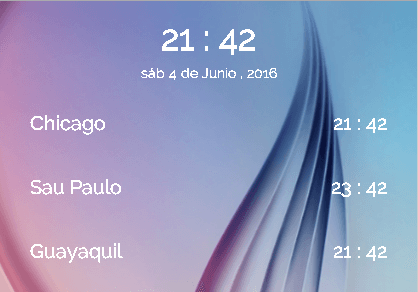 21 : 42
sáb 4 de Junio , 2016
Chicago 21 : 42
Sau Paulo 23 : 42
Guayaquil 21 : 42